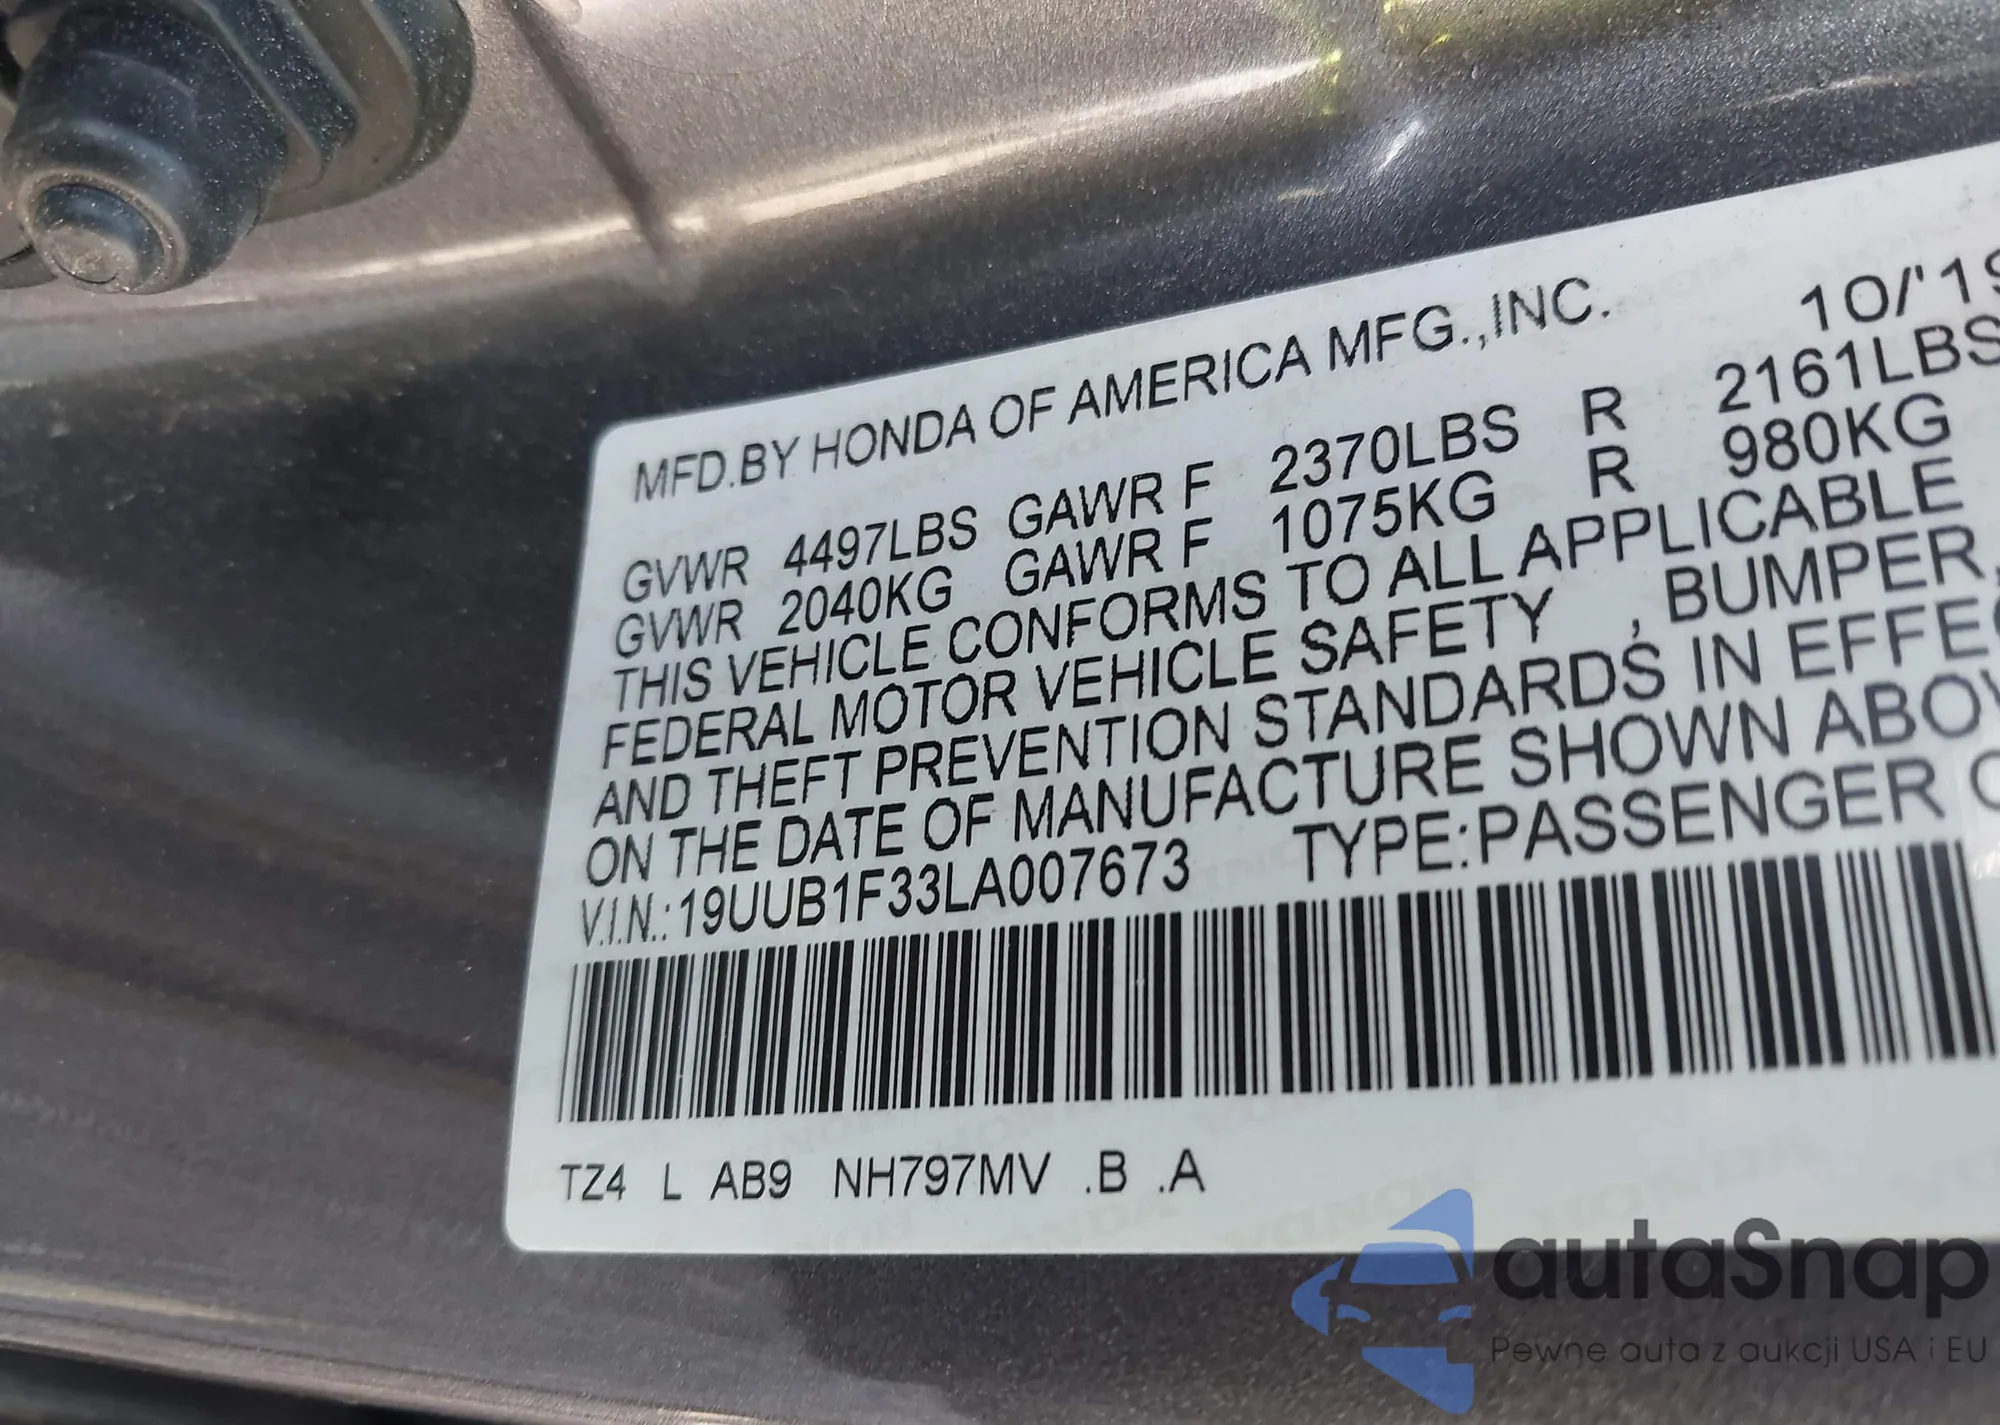 MFD.BY HONDA OF AMERICA MFG.,INC. 10/'19
GVWR 4497LBS GAWR F 2370LBS R 2161LBS
GVWR 2040KG GAWR F 1075KG R 980KG
THIS VEHICLE CONFORMS TO ALL APPLICABLE
FEDERAL MOTOR VEHICLE SAFETY , BUMPER,
AND THEFT PREVENTION STANDARDS IN EFFEC
ON THE DATE OF MANUFACTURE SHOWN ABOV
V.I.N.: 19UUB1F33LA007673 TYPE: PASSENGER C
TZ4 L AB9 NH797MV .B .A
autaSnap
Pewne auta z aukcji USA i EU